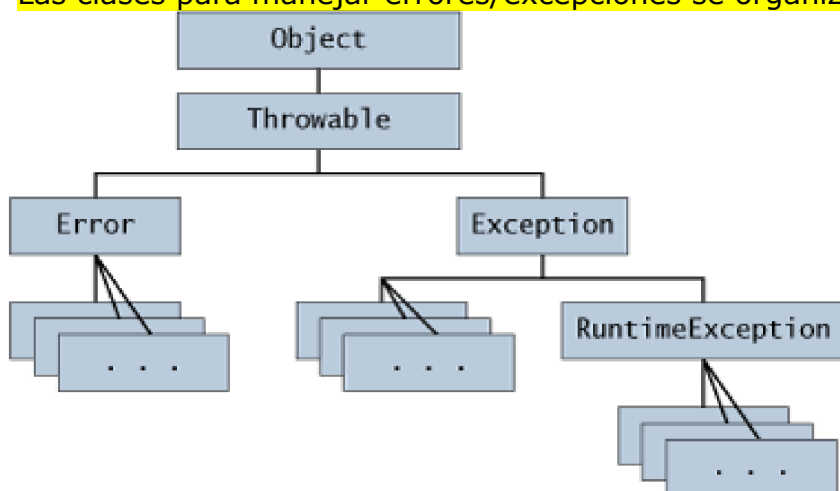 Las clases para manejar errores/excepciones se organiz
Object
Throwable
Error
Exception
RuntimeException
. . .
. . .
. . .